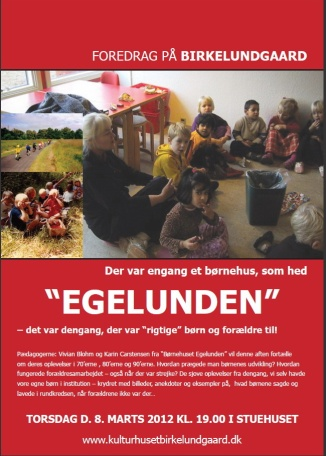 FOREDRAG PÅ BIRKELUNDGAARD
Der var engang et børnehus, som hed
“EGELUNDEN”
– det var dengang, der var ”rigtige” børn og forældre til!
Pædagogerne: Vivian Blohm og Karin Carstensen fra ”Børnehuset Egelunden” vil denne aften fortælle
om deres oplevelser i 70’erne , 80’erne og 90’erne. Hvordan prægede man børnenes udvikling? Hvordan
fungerede forældresamarbejdet – også når der var strejke? De sjove oplevelser fra dengang, vi selv havde
vore egne børn i institution – krydret med billeder, anekdoter og eksempler på, hvad børnene sagde og
lavede i rundkredsen, når forældrene ikke var der...
TORSDAG D. 8. MARTS 2012 KL. 19.00 I STUEHUSET
www.kulturhusetbirkelundgaard.dk